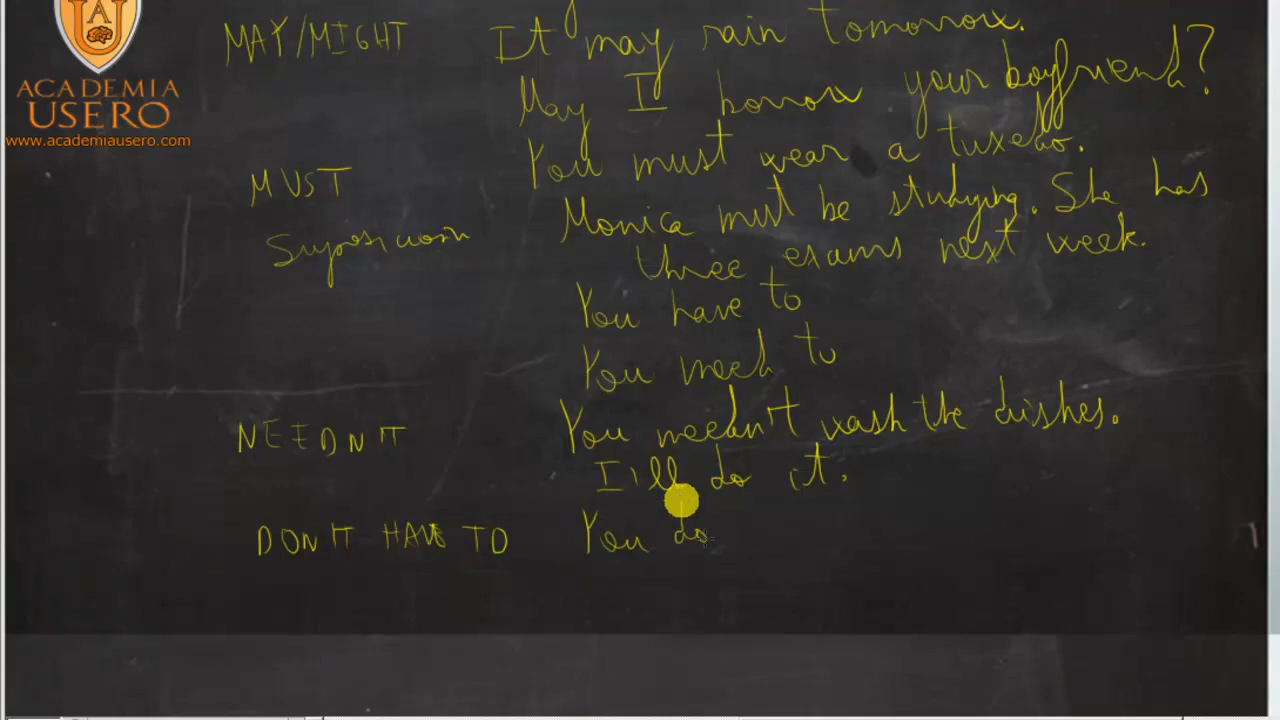 ACADEMIA
USERO
www.academiausero.com
MAY/MIGHT It may rain tomorrow.
May I borrow your boyfriend?
You must wear a tuxedo.
MUST
Monica must be studying. She has
three exams next week.
Suposición
You have to
You need to
NEEDN'T You needn't wash the dishes.
I'll do it.
DON'T HAVE TO You do